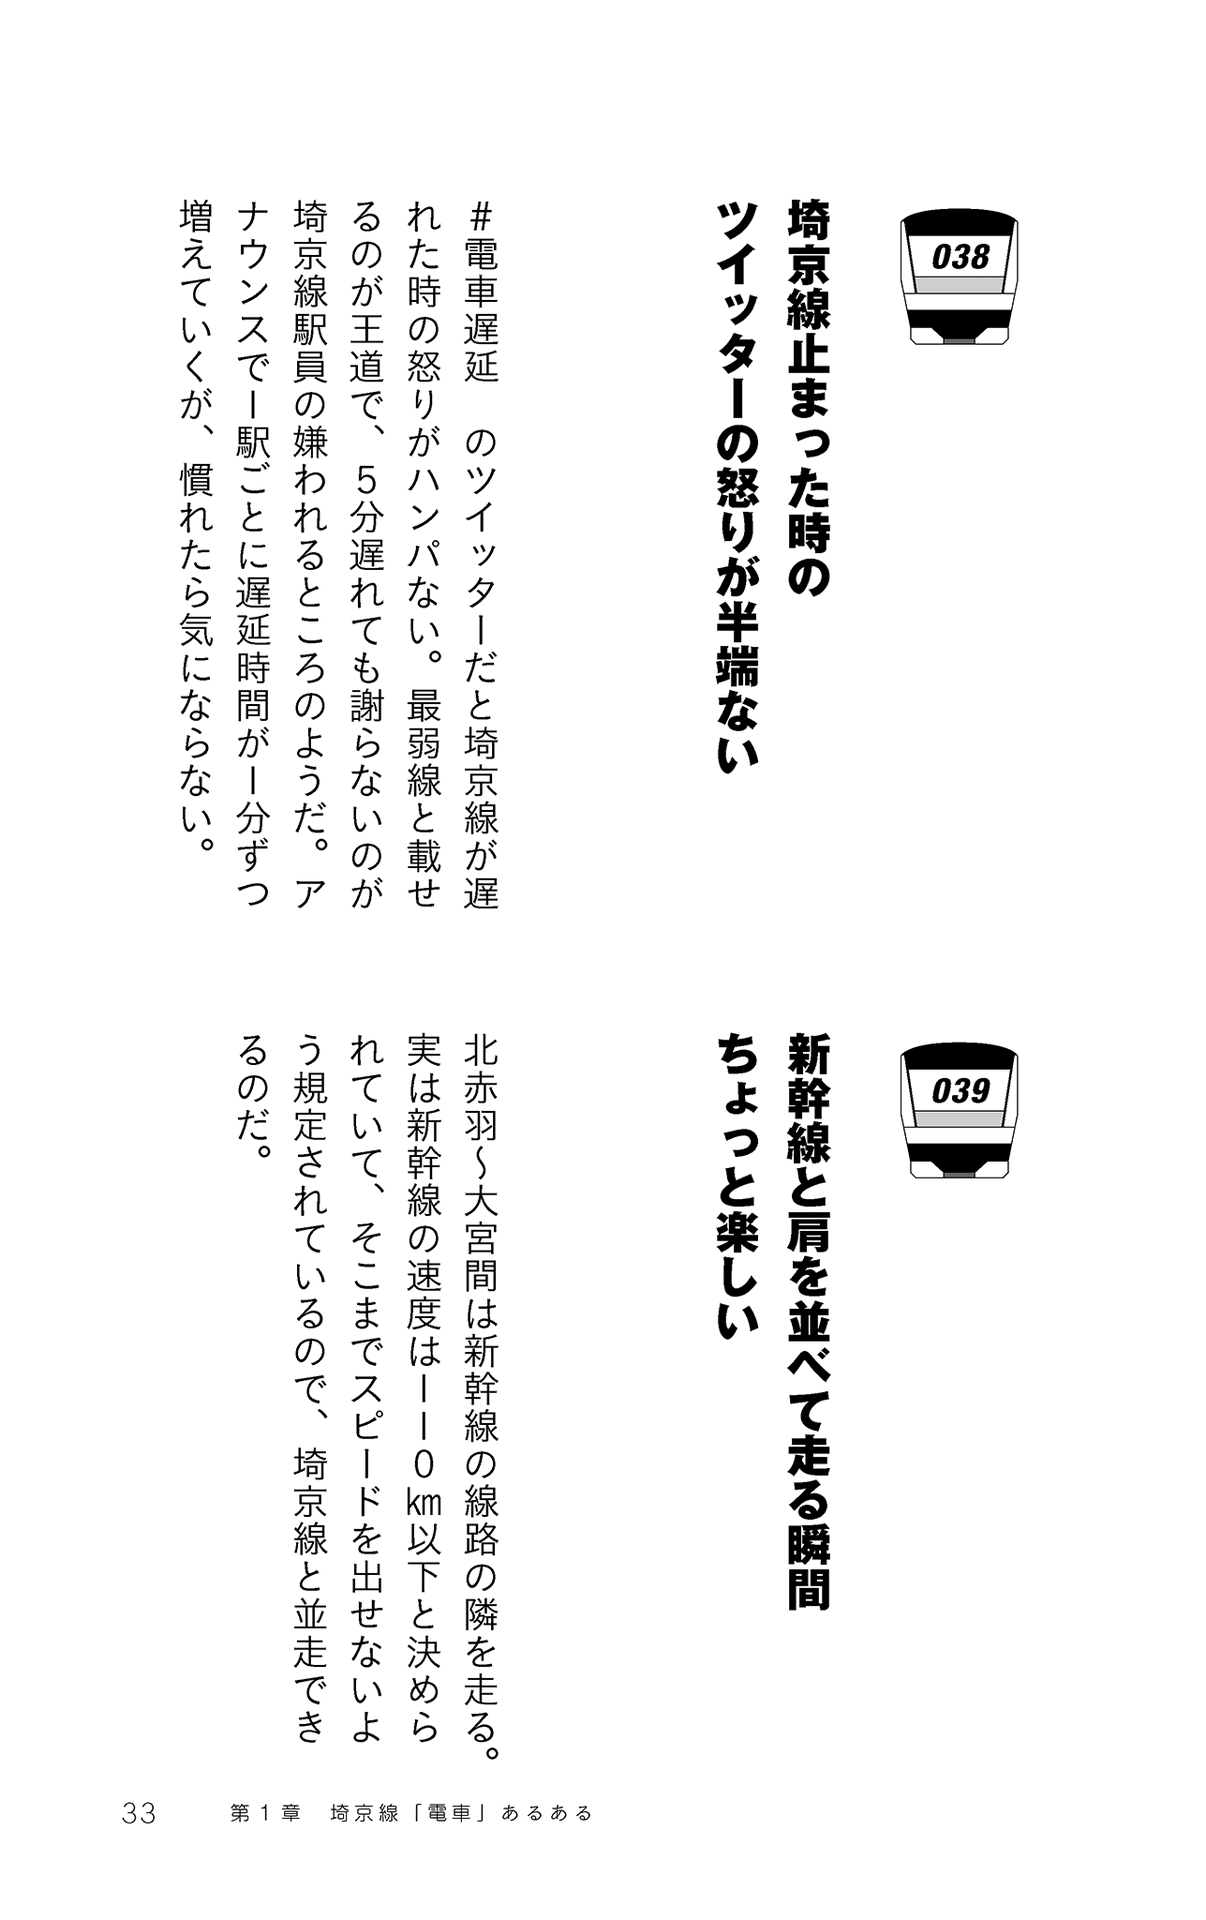 038
埼京線止まった時の
ツイッターの怒りが半端ない
＃電車遅延　のツイッターだと埼京線が遅
れた時の怒りがハンパない。最弱線と載せ
るのが王道で、５分遅れても謝らないのが
埼京線駅員の嫌われるところのようだ。ア
ナウンスで１駅ごとに遅延時間が１分ずつ
増えていくが、慣れたら気にならない。
039
新幹線と肩を並べて走る瞬間
ちょっと楽しい
北赤羽〜大宮間は新幹線の線路の隣を走る。
実は新幹線の速度は１１０㎞以下と決めら
れていて、そこまでスピードを出せないよ
う規定されているので、埼京線と並走でき
るのだ。
33　第１章　埼京線「電車」あるある